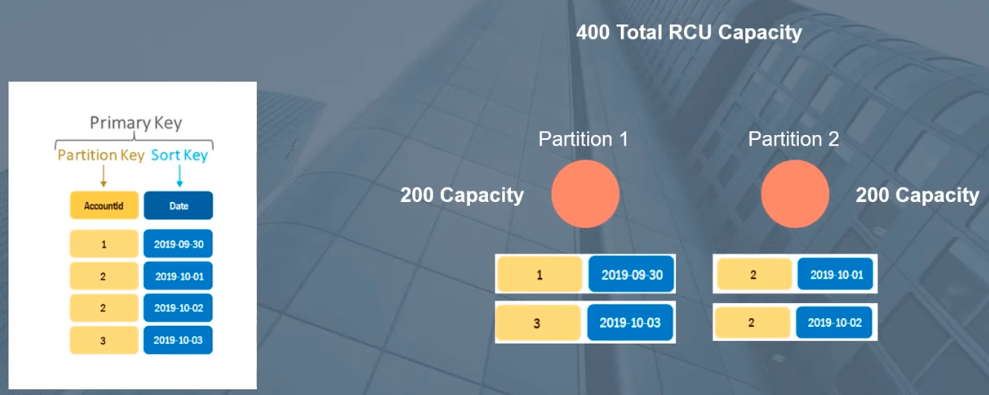 400 Total RCU Capacity
Primary Key
Partition Key Sort Key
AccountId Date
1 2019-09-30
2 2019-10-01
2 2019-10-02
3 2019-10-03
Partition 1
200 Capacity
1 2019-09-30
3 2019-10-03
Partition 2
200 Capacity
2 2019-10-01
2 2019-10-02